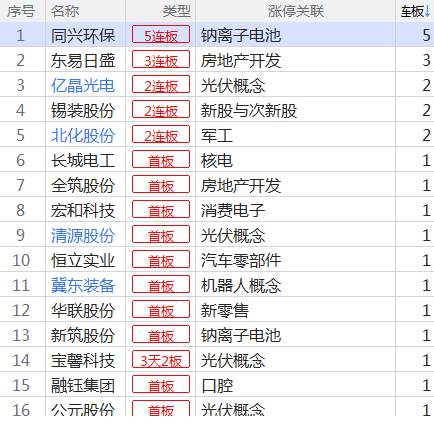 序号 名称 类型 涨停关联 连板↓
1 同兴环保 5连板 钠离子电池 5
2 东易日盛 3连板 房地产开发 3
3 亿晶光电 2连板 光伏概念 2
4 锡装股份 2连板 新股与次新股 2
5 北化股份 2连板 军工 2
6 长城电工 首板 核电 1
7 全筑股份 首板 房地产开发 1
8 宏和科技 首板 消费电子 1
9 清源股份 首板 光伏概念 1
10 恒立实业 首板 汽车零部件 1
11 冀东装备 首板 机器人概念 1
12 华联股份 首板 新零售 1
13 新筑股份 首板 钠离子电池 1
14 宝馨科技 3天2板 光伏概念 1
15 融钰集团 首板 口腔 1
16 公元股份 首板 光伏概念 1